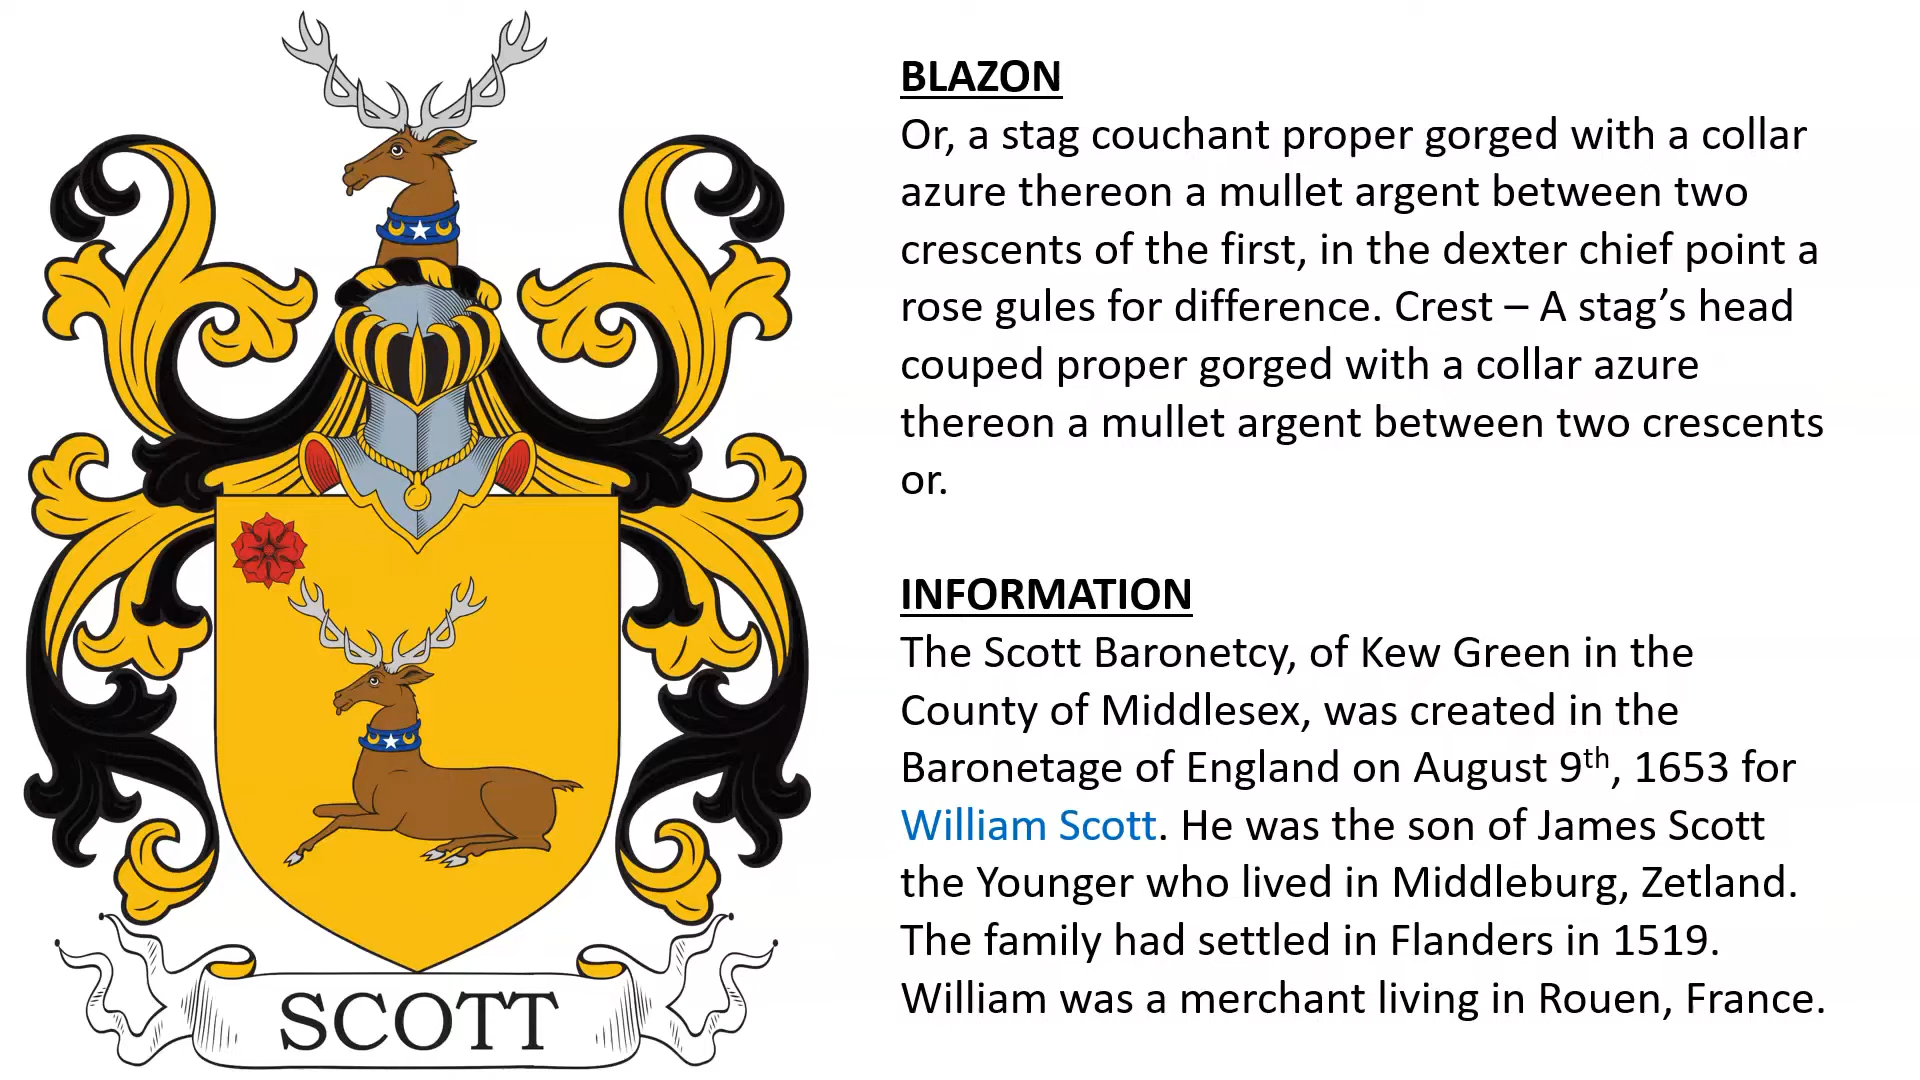 BLAZON
Or, a stag couchant proper gorged with a collar
azure thereon a mullet argent between two
crescents of the first, in the dexter chief point a
rose gules for difference. Crest – A stag’s head
couped proper gorged with a collar azure
thereon a mullet argent between two crescents
or.
INFORMATION
The Scott Baronetcy, of Kew Green in the
County of Middlesex, was created in the
Baronetage of England on August 9th, 1653 for
William Scott. He was the son of James Scott
the Younger who lived in Middleburg, Zetland.
The family had settled in Flanders in 1519.
William was a merchant living in Rouen, France.
SCOTT